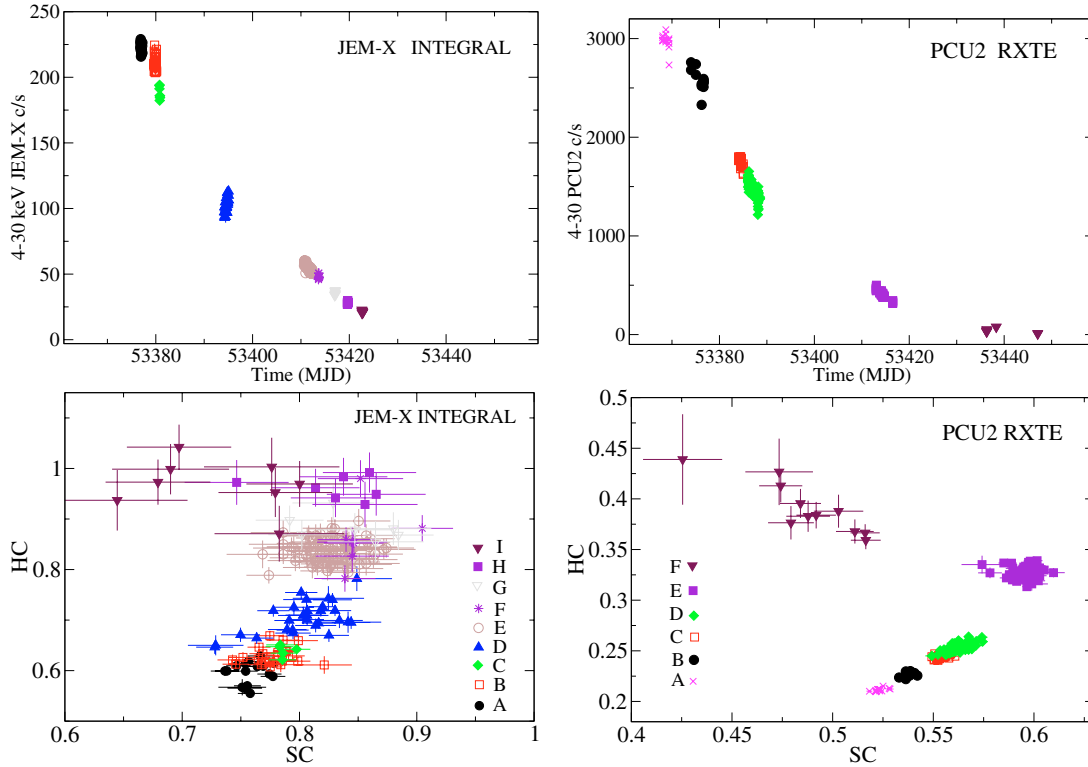 JEM-X INTEGRAL
4-30 keV JEM-X c/s
250
200
150
100
50
0
53380
53400
53420
53440
Time (MJD)
PCU2 RXTE
4-30 PCU2 c/s
3000
2000
1000
0
53380
53400
53420
53440
Time (MJD)
JEM-X INTEGRAL
HC
1
0.8
0.6
I
H
G
F
E
D
C
B
A
0.6
0.7
0.8
0.9
1
SC
PCU2 RXTE
HC
0.5
0.45
0.4
0.35
0.3
0.25
0.2
F
E
D
C
B
A
0.4
0.45
0.5
0.55
0.6
SC